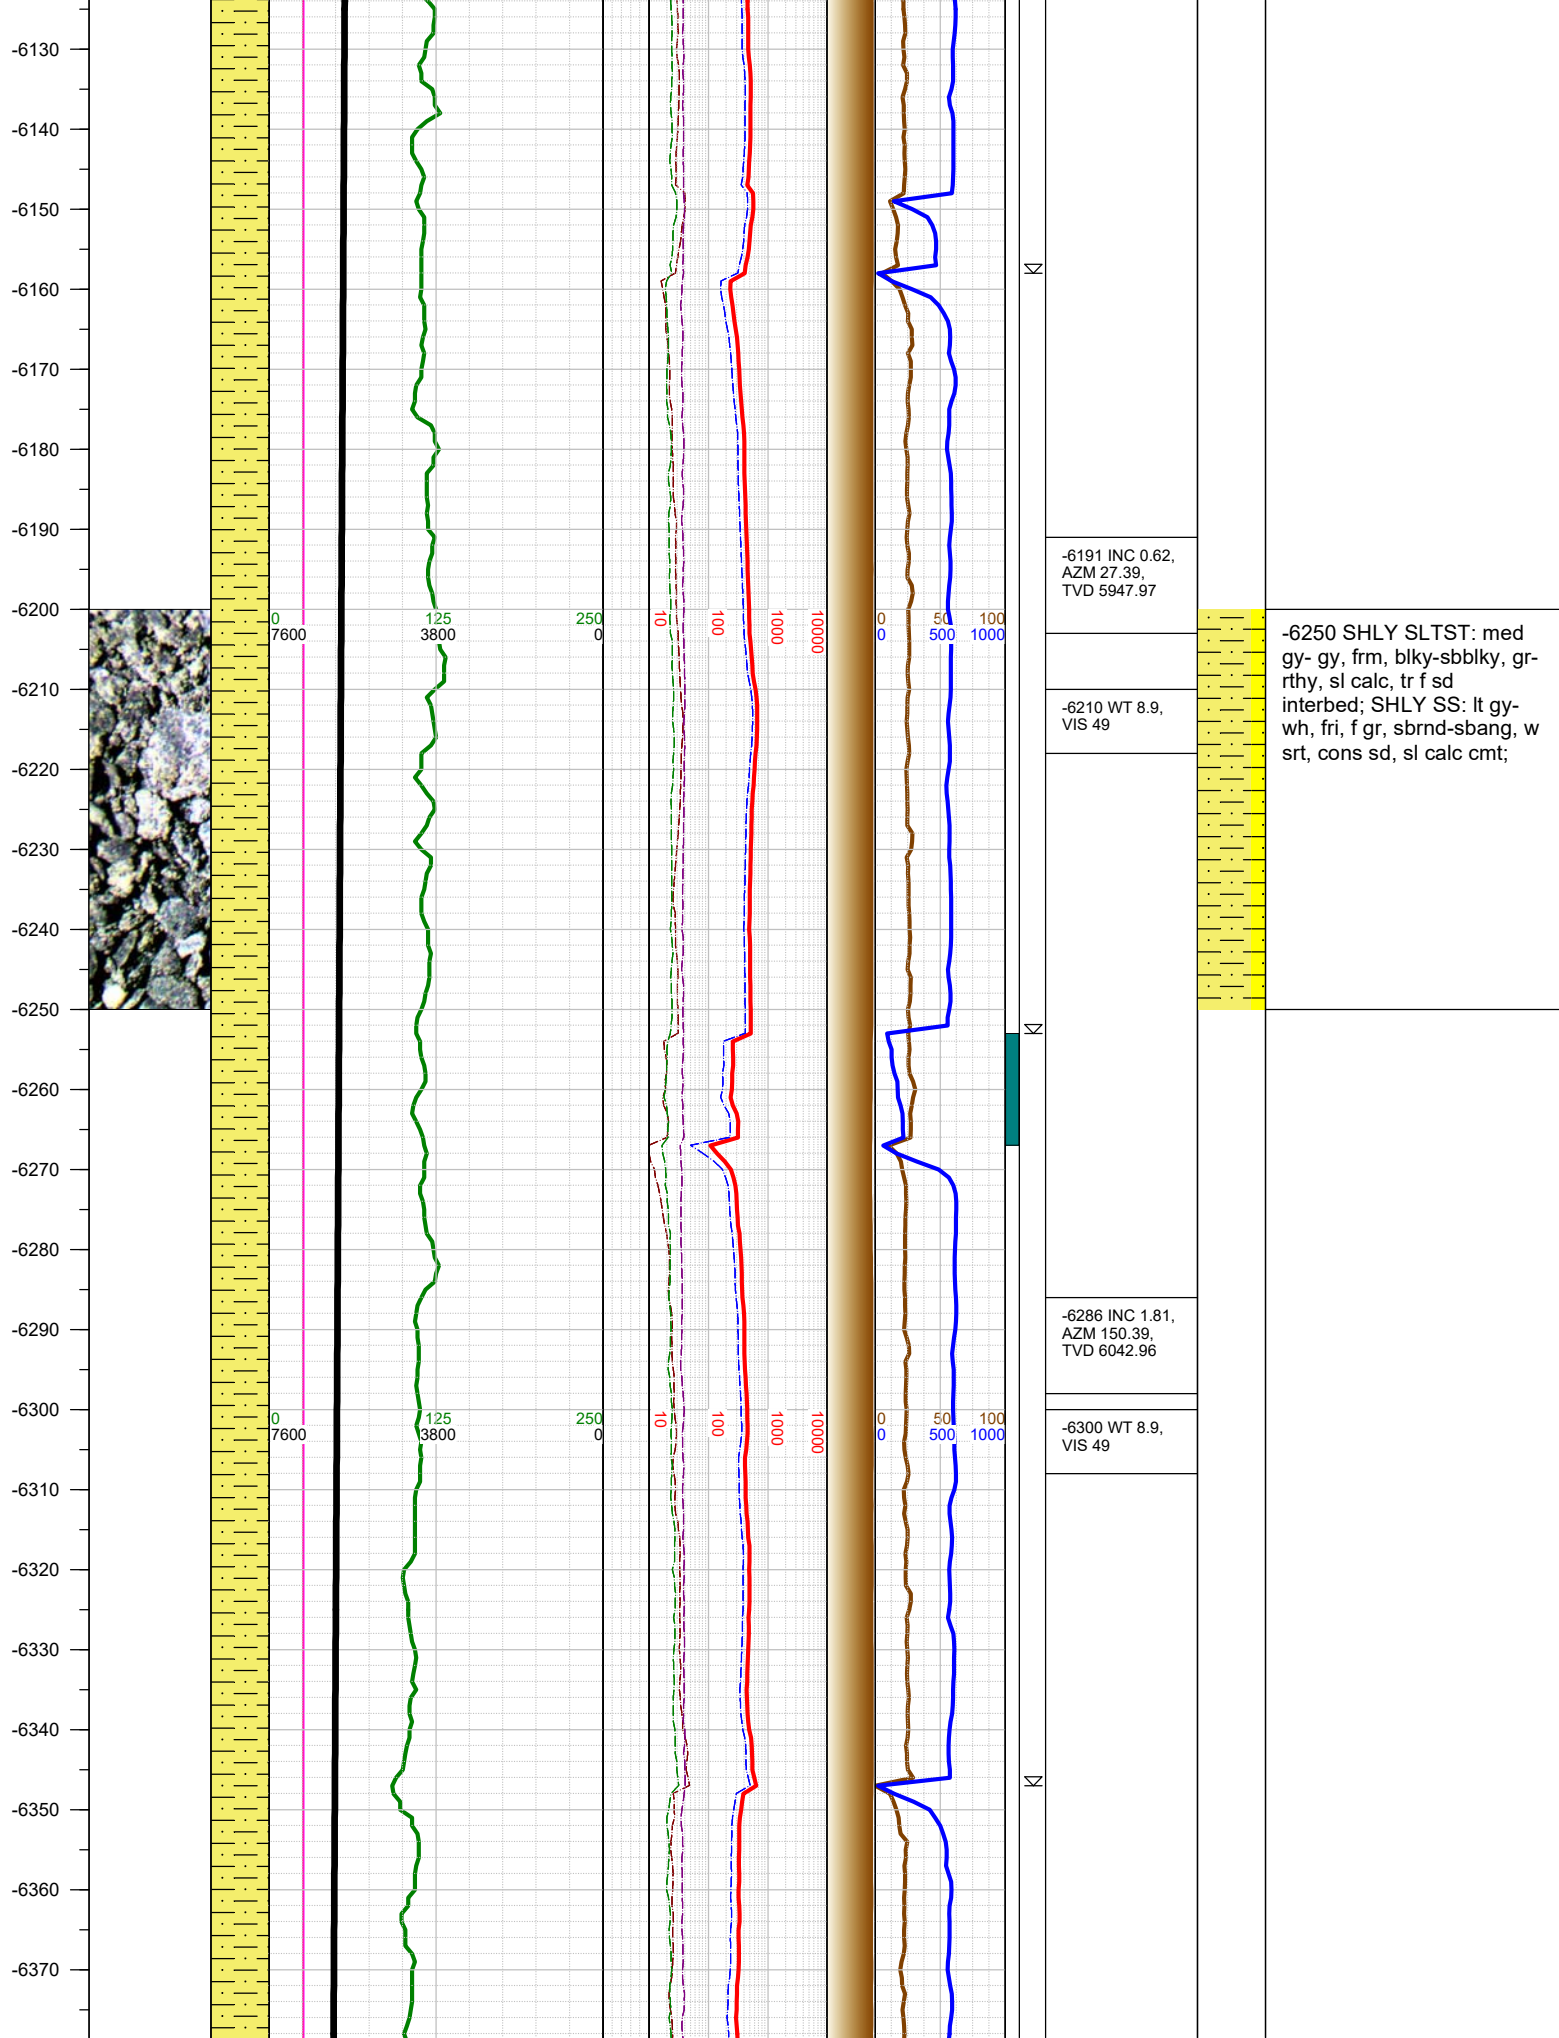 -6130
-6140
-6150
-6160
-6170
-6180
-6190
-6191 INC 0.62,
AZM 27.39,
TVD 5947.97
-6200
0 125 250 10 100 1000 10000 0 50 100
7600 3800 0 0 500 1000
-6250 SHLY SLTST: med
gy- gy, frm, blky-sbblky, gr-
rthy, sl calc, tr f sd
interbed; SHLY SS: lt gy-
wh, fri, f gr, sbrnd-sbang, w
srt, cons sd, sl calc cmt;
-6210
-6210 WT 8.9,
VIS 49
-6220
-6230
-6240
-6250
-6260
-6270
-6280
-6286 INC 1.81,
AZM 150.39,
TVD 6042.96
-6290
-6300
0 125 250 10 100 1000 10000 0 50 100
7600 3800 0 0 500 1000
-6300 WT 8.9,
VIS 49
-6310
-6320
-6330
-6340
-6350
-6360
-6370